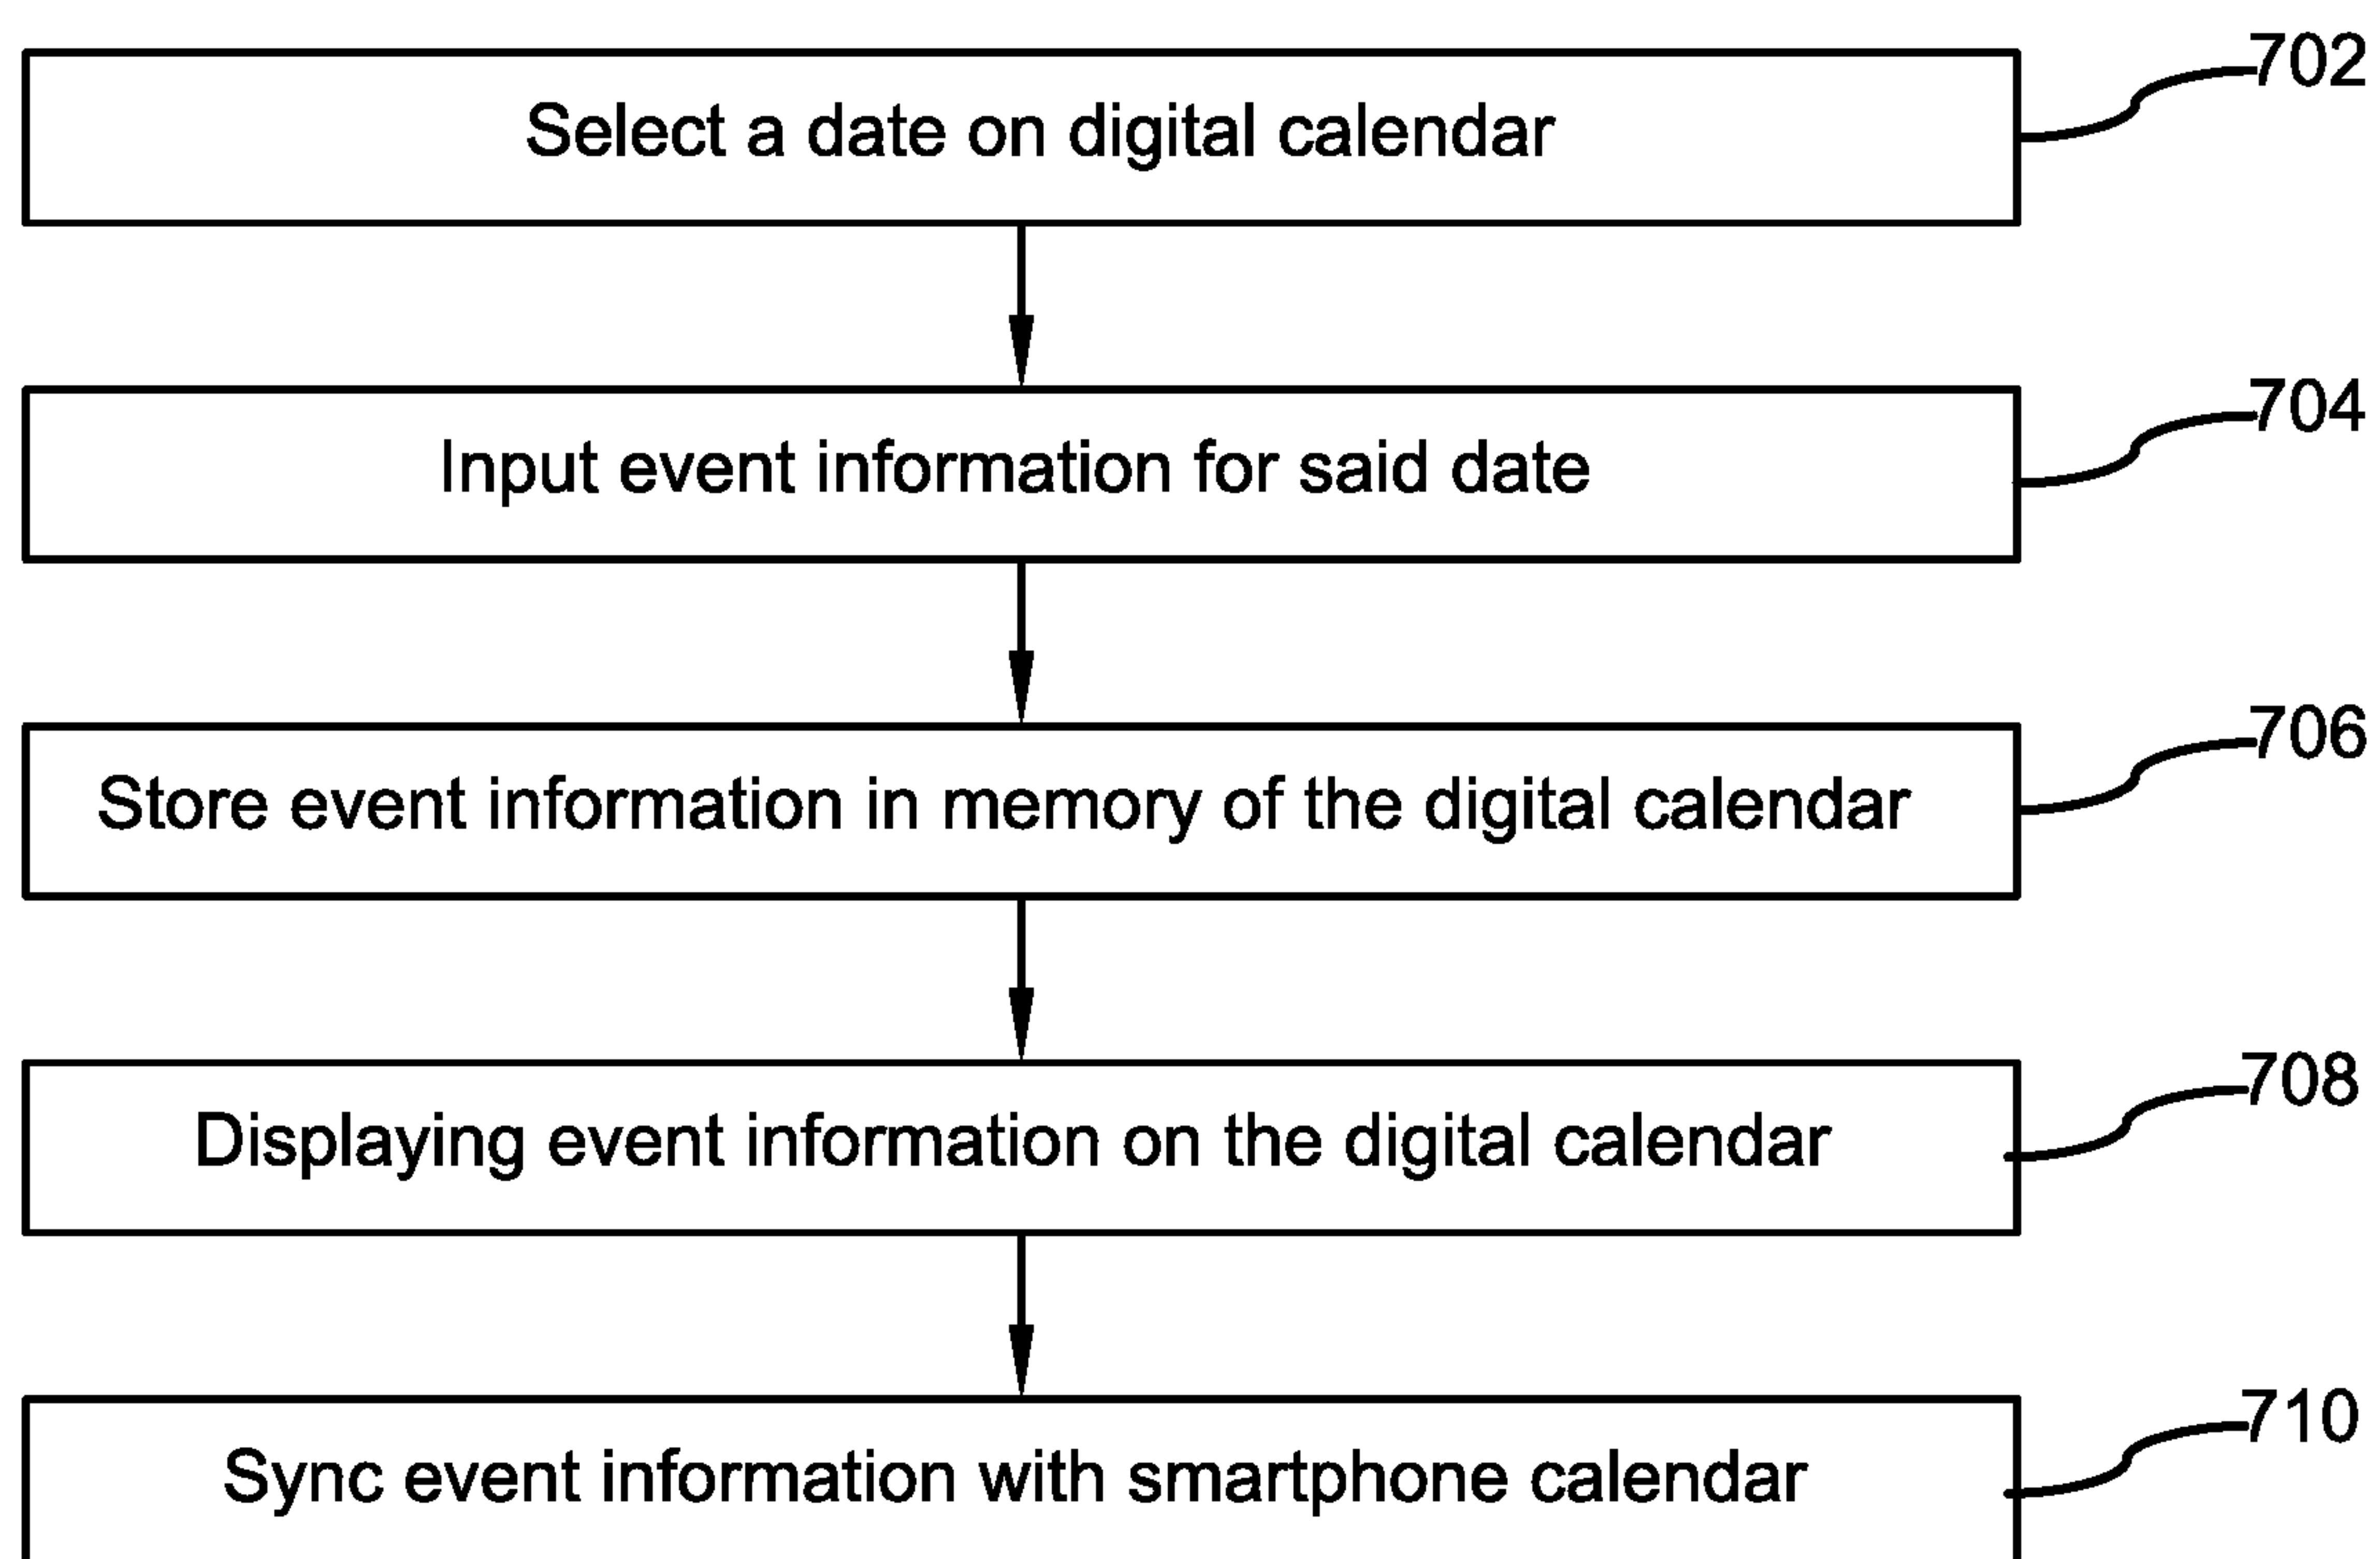 702
Select a date on digital calendar
704
Input event information for said date
706
Store event information in memory of the digital calendar
708
Displaying event information on the digital calendar
710
Sync event information with smartphone calendar